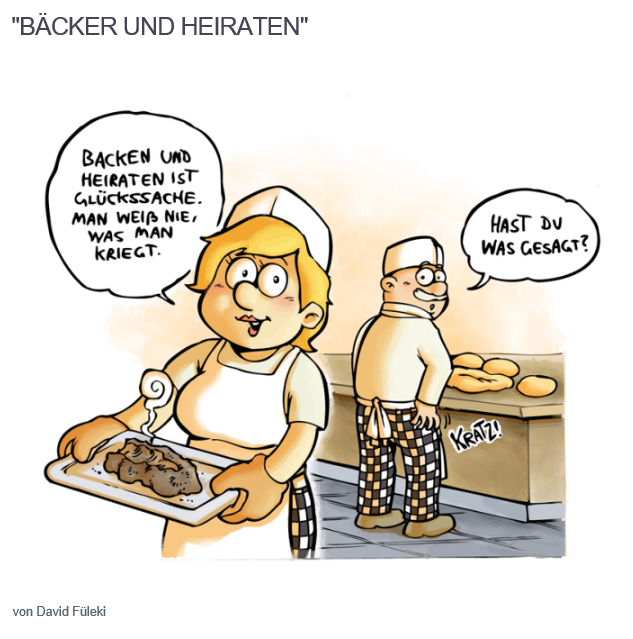 "BÄCKER UND HEIRATEN"
BACKEN UND
HEIRATEN IST
GLÜCKSSACHE.
MAN WEIß NIE,
WAS MAN
KRIEGT.
HAST DU
WAS GESAGT?
KRATZ!
von David Füleki